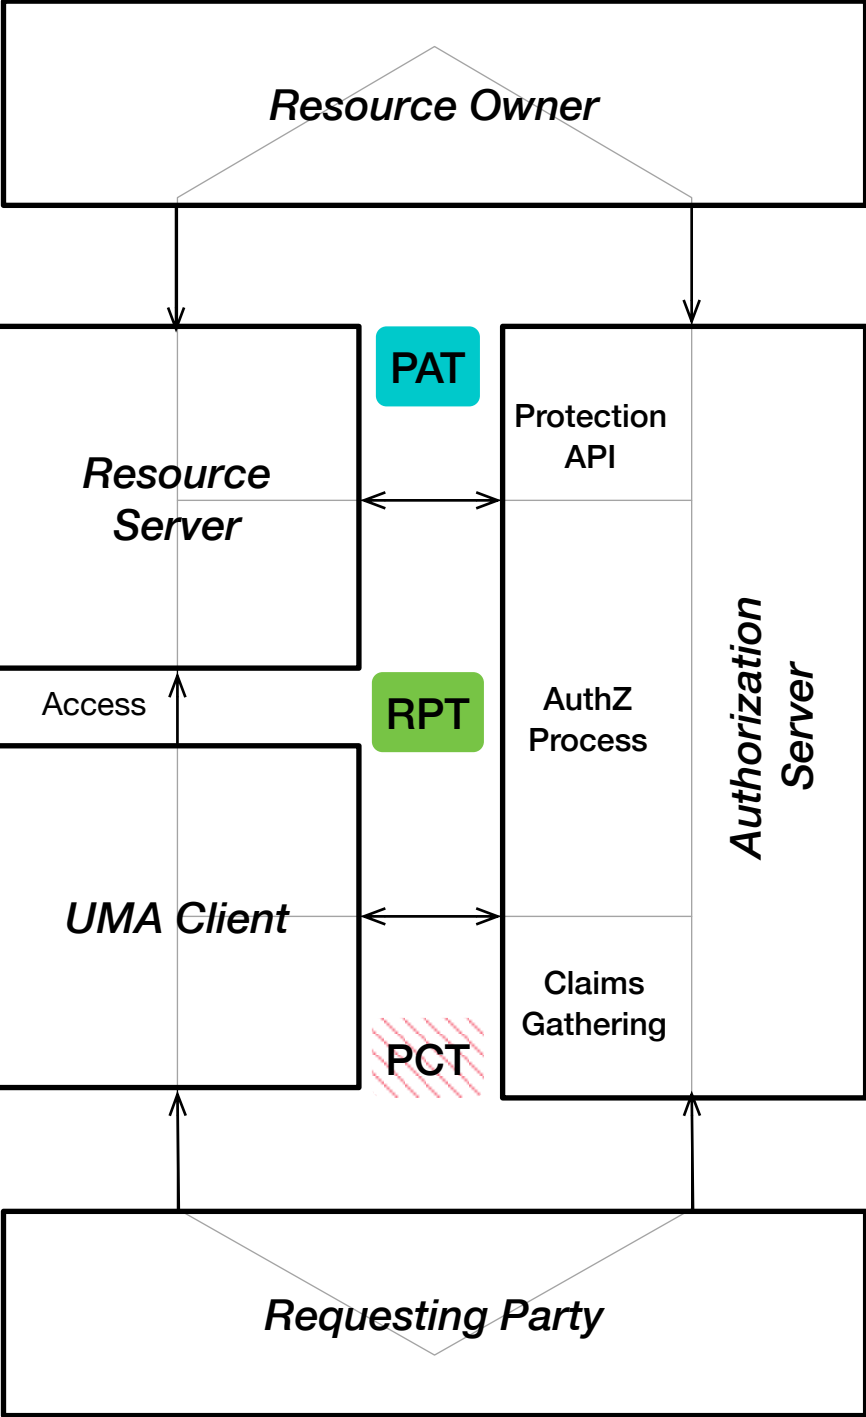 Resource Owner
PAT
Protection
API
Resource
Server
Authorization
Server
Access
RPT
AuthZ
Process
UMA Client
Claims
Gathering
PCT
Requesting Party